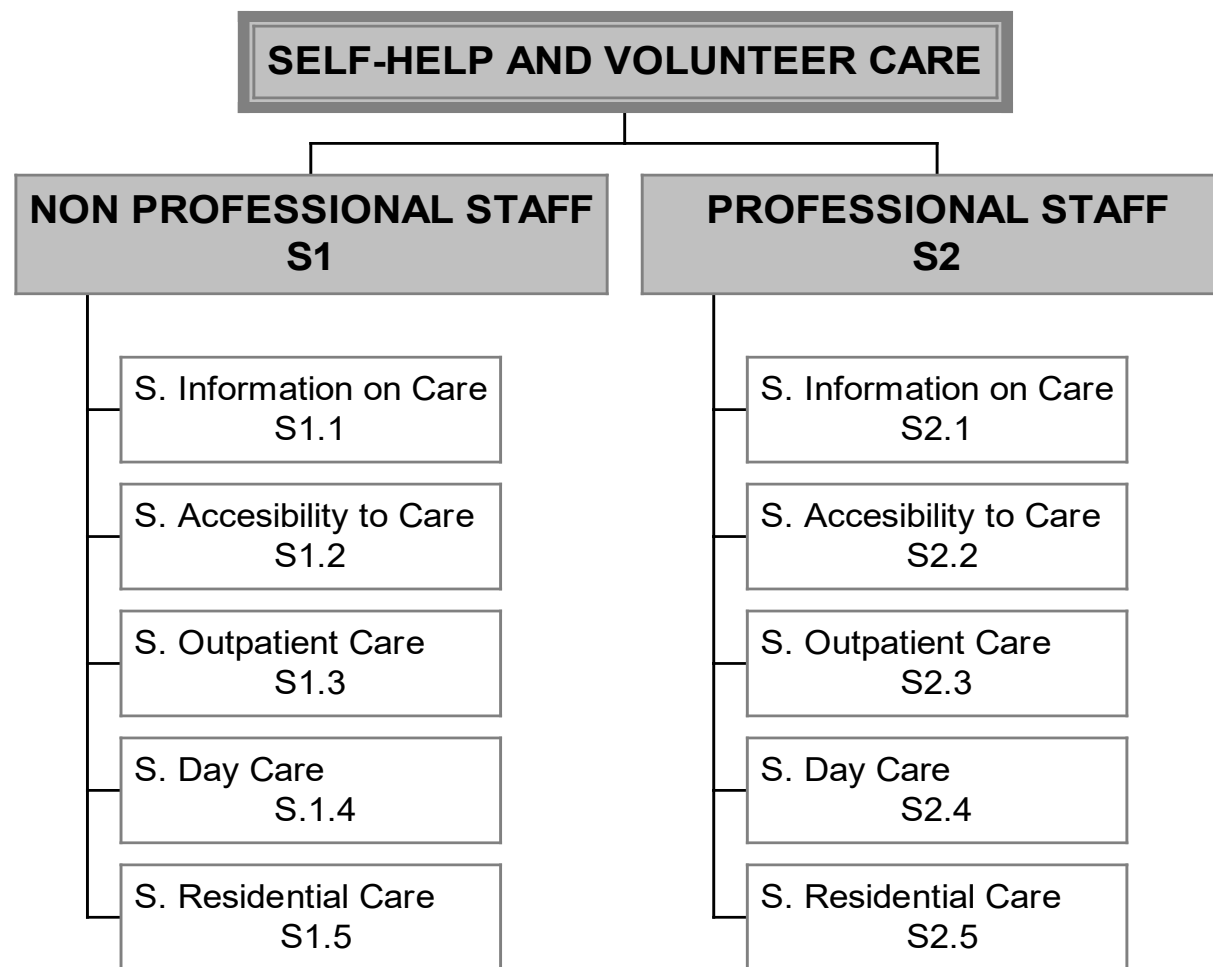 SELF-HELP AND VOLUNTEER CARE
NON PROFESSIONAL STAFF
S1
S. Information on Care
S1.1
S. Accesibility to Care
S1.2
S. Outpatient Care
S1.3
S. Day Care
S.1.4
S. Residential Care
S1.5
PROFESSIONAL STAFF
S2
S. Information on Care
S2.1
S. Accesibility to Care
S2.2
S. Outpatient Care
S2.3
S. Day Care
S2.4
S. Residential Care
S2.5